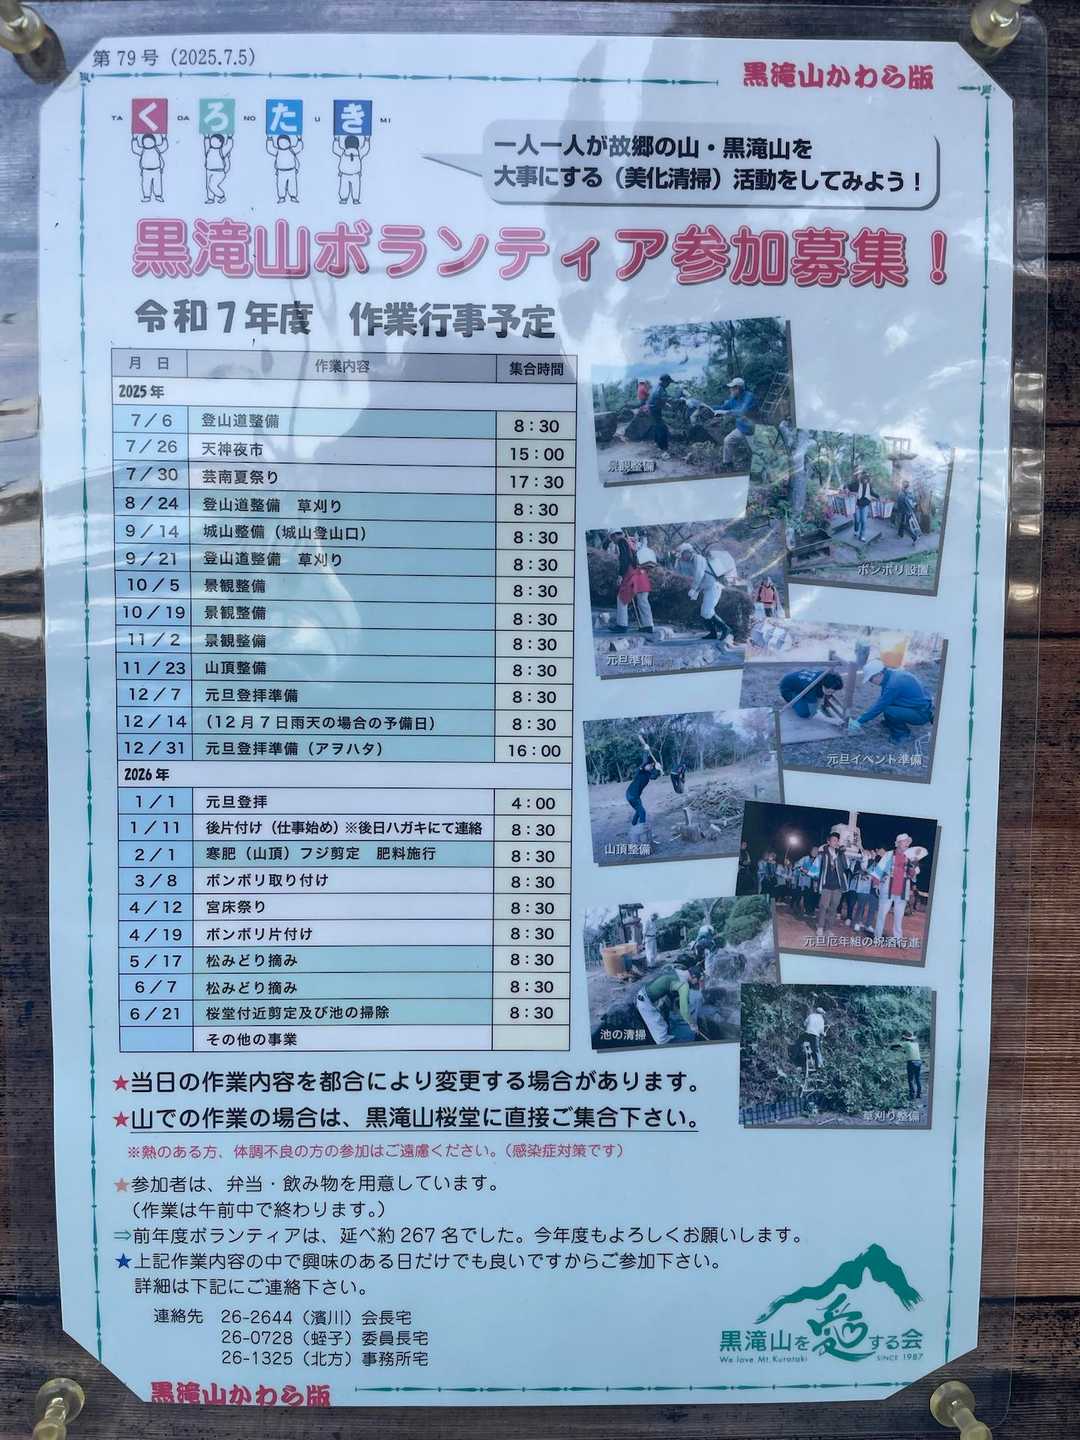 第79号（2025.7.5）
黒滝山かわら版
TA く DA ろ NO た U き MI
一人一人が故郷の山・黒滝山を
大事にする（美化清掃）活動をしてみよう！
黒滝山ボランティア参加募集！
令和7年度　作業行事予定
月　日　作業内容　集合時間
2025年
7／6　登山道整備　8：30
7／26　天神夜市　15：00
7／30　芸南夏祭り　17：30
8／24　登山道整備　草刈り　8：30
9／14　城山整備（城山登山口）　8：30
9／21　登山道整備　草刈り　8：30
10／5　景観整備　8：30
10／19　景観整備　8：30
11／2　景観整備　8：30
11／23　山頂整備　8：30
12／7　元旦登拝準備　8：30
12／14　（12月7日雨天の場合の予備日）　8：30
12／31　元旦登拝準備（アヲハタ）　16：00
2026年
1／1　元旦登拝　4：00
1／11　後片付け（仕事始め）※後日ハガキにて連絡　8：30
2／1　寒肥（山頂）フジ剪定　肥料施行　8：30
3／8　ボンボリ取り付け　8：30
4／12　宮床祭り　8：30
4／19　ボンボリ片付け　8：30
5／17　松みどり摘み　8：30
6／7　松みどり摘み　8：30
6／21　桜堂付近剪定及び池の掃除　8：30
その他の事業
景観整備
ボンボリ設置
元旦準備
元旦イベント準備
山頂整備
元旦厄年組の祝酒行進
池の清掃
草刈り整備
★当日の作業内容を都合により変更する場合があります。
★山での作業の場合は、黒滝山桜堂に直接ご集合下さい。
※熱のある方、体調不良の方の参加はご遠慮ください。（感染症対策です）
★参加者は、弁当・飲み物を用意しています。
（作業は午前中で終わります。）
⇒前年度ボランティアは、延べ約267名でした。今年度もよろしくお願いします。
★上記作業内容の中で興味のある日だけでも良いですからご参加下さい。
詳細は下記にご連絡下さい。
連絡先　26-2644（濱川）会長宅
26-0728（蛭子）委員長宅
26-1325（北方）事務所宅
黒滝山を愛する会
We love Mt. Kurotaki　SINCE 1987
黒滝山かわら版